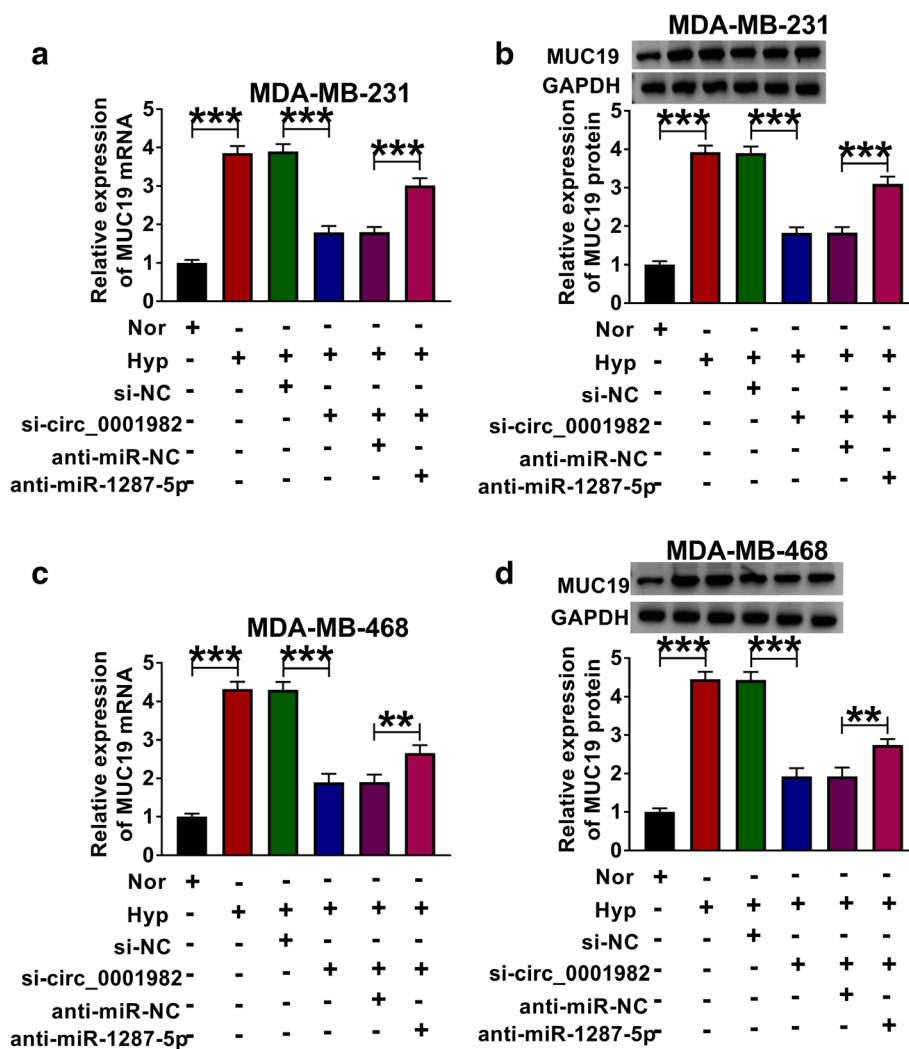 a
MDA-MB-231
Relative expression
of MUC19 mRNA
5
4
3
2
1
0
*** *** ***
Nor + - - - - -
Hyp - + + + + +
si-NC - - + - - -
si-circ_0001982 - - - + + +
anti-miR-NC - - - - + -
anti-miR-1287-5p - - - - - +
b
MDA-MB-231
MUC19
GAPDH
Relative expression
of MUC19 protein
5
4
3
2
1
0
*** *** ***
Nor + - - - - -
Hyp - + + + + +
si-NC - - + - - -
si-circ_0001982 - - - + + +
anti-miR-NC - - - - + -
anti-miR-1287-5p - - - - - +
c
MDA-MB-468
Relative expression
of MUC19 mRNA
5
4
3
2
1
0
*** *** **
Nor + - - - - -
Hyp - + + + + +
si-NC - - + - - -
si-circ_0001982 - - - + + +
anti-miR-NC - - - - + -
anti-miR-1287-5p - - - - - +
d
MDA-MB-468
MUC19
GAPDH
Relative expression
of MUC19 protein
5
4
3
2
1
0
*** *** **
Nor + - - - - -
Hyp - + + + + +
si-NC - - + - - -
si-circ_0001982 - - - + + +
anti-miR-NC - - - - + -
anti-miR-1287-5p - - - - - +